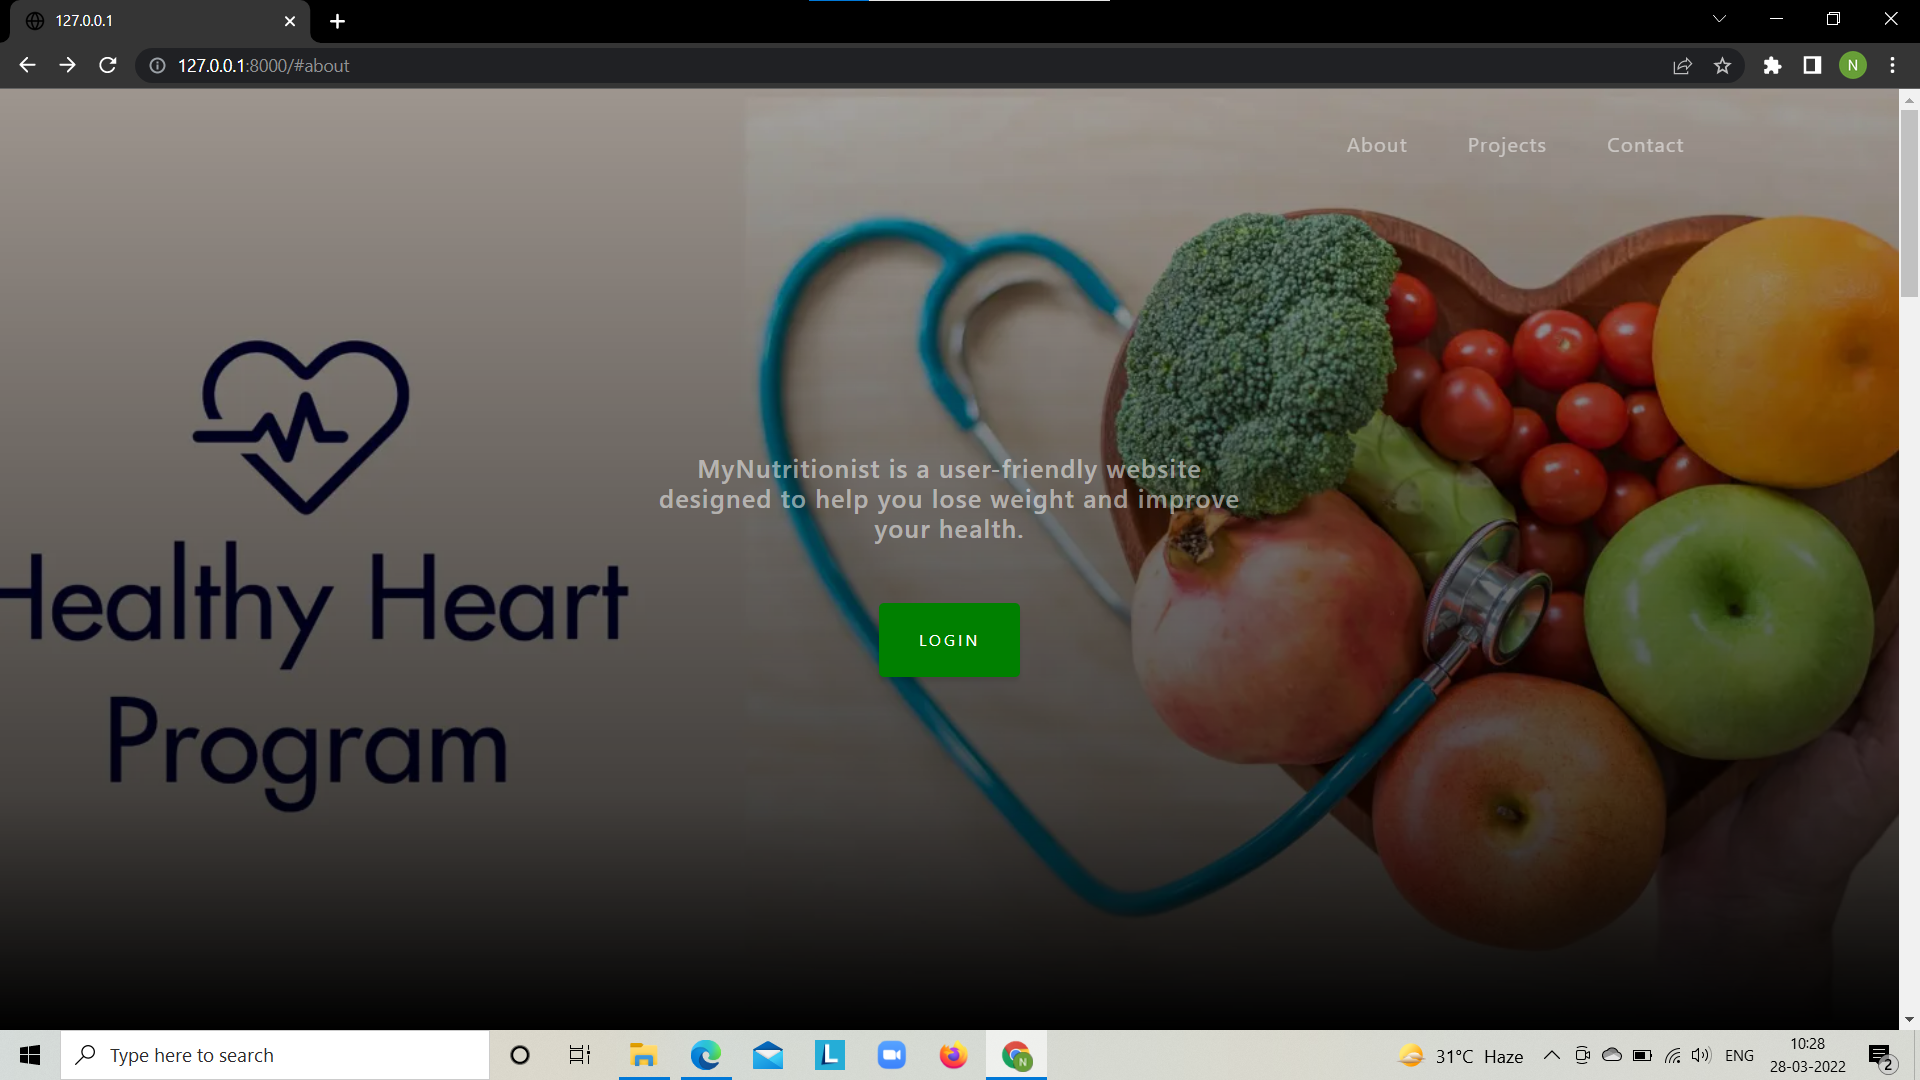 127.0.0.1
127.0.0.1:8000/#about
N
About Projects Contact
MyNutritionist is a user-friendly website
designed to help you lose weight and improve
your health.
LOGIN
Healthy Heart
Program
Type here to search
L
N
31°C Haze
ENG
10:28
28-03-2022
2